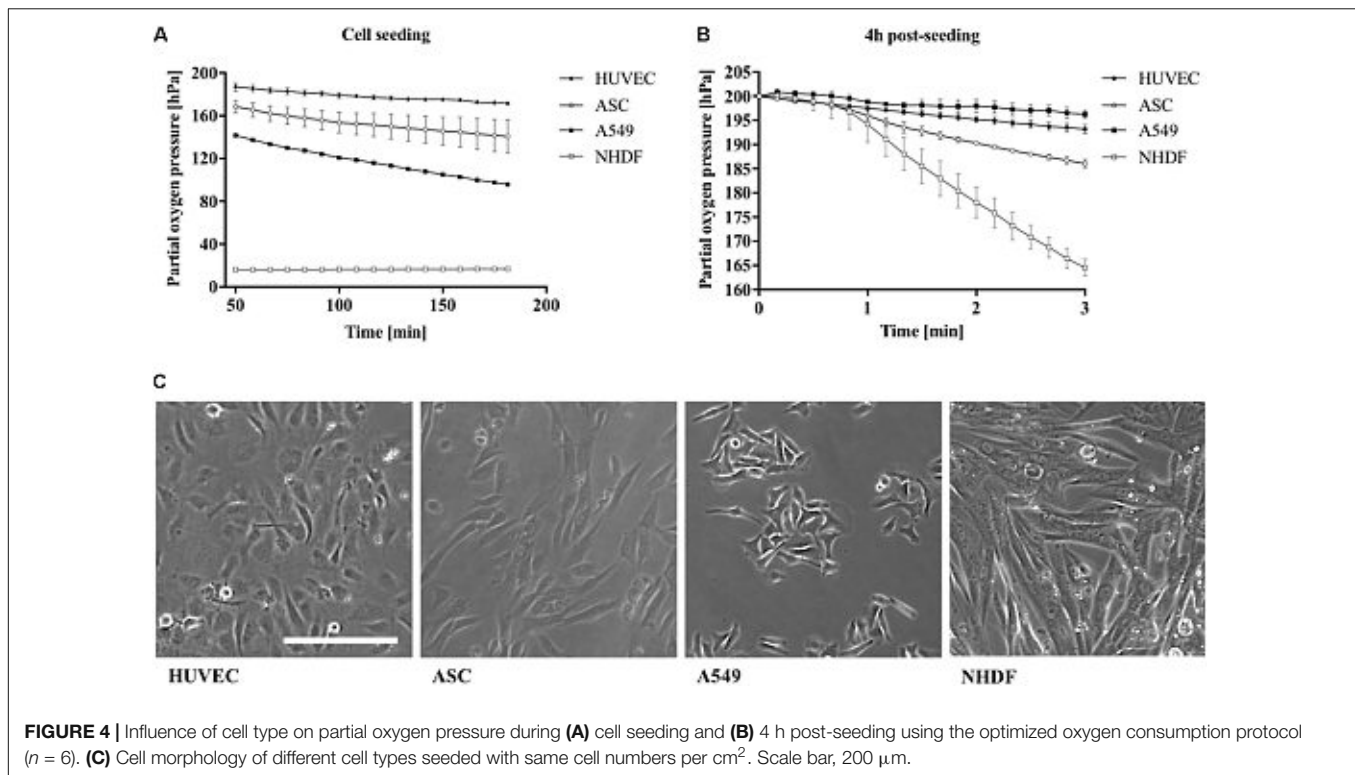 A
Cell seeding
Partial oxygen pressure [hPa]
200
160
120
80
40
0
50
100
150
200
Time [min]
HUVEC
ASC
A549
NHDF
B
4h post-seeding
Partial oxygen pressure [hPa]
205
200
195
190
185
180
175
170
165
160
0
1
2
3
Time [min]
HUVEC
ASC
A549
NHDF
C
HUVEC
ASC
A549
NHDF
FIGURE 4 | Influence of cell type on partial oxygen pressure during (A) cell seeding and (B) 4 h post-seeding using the optimized oxygen consumption protocol
(n = 6). (C) Cell morphology of different cell types seeded with same cell numbers per cm². Scale bar, 200 μm.